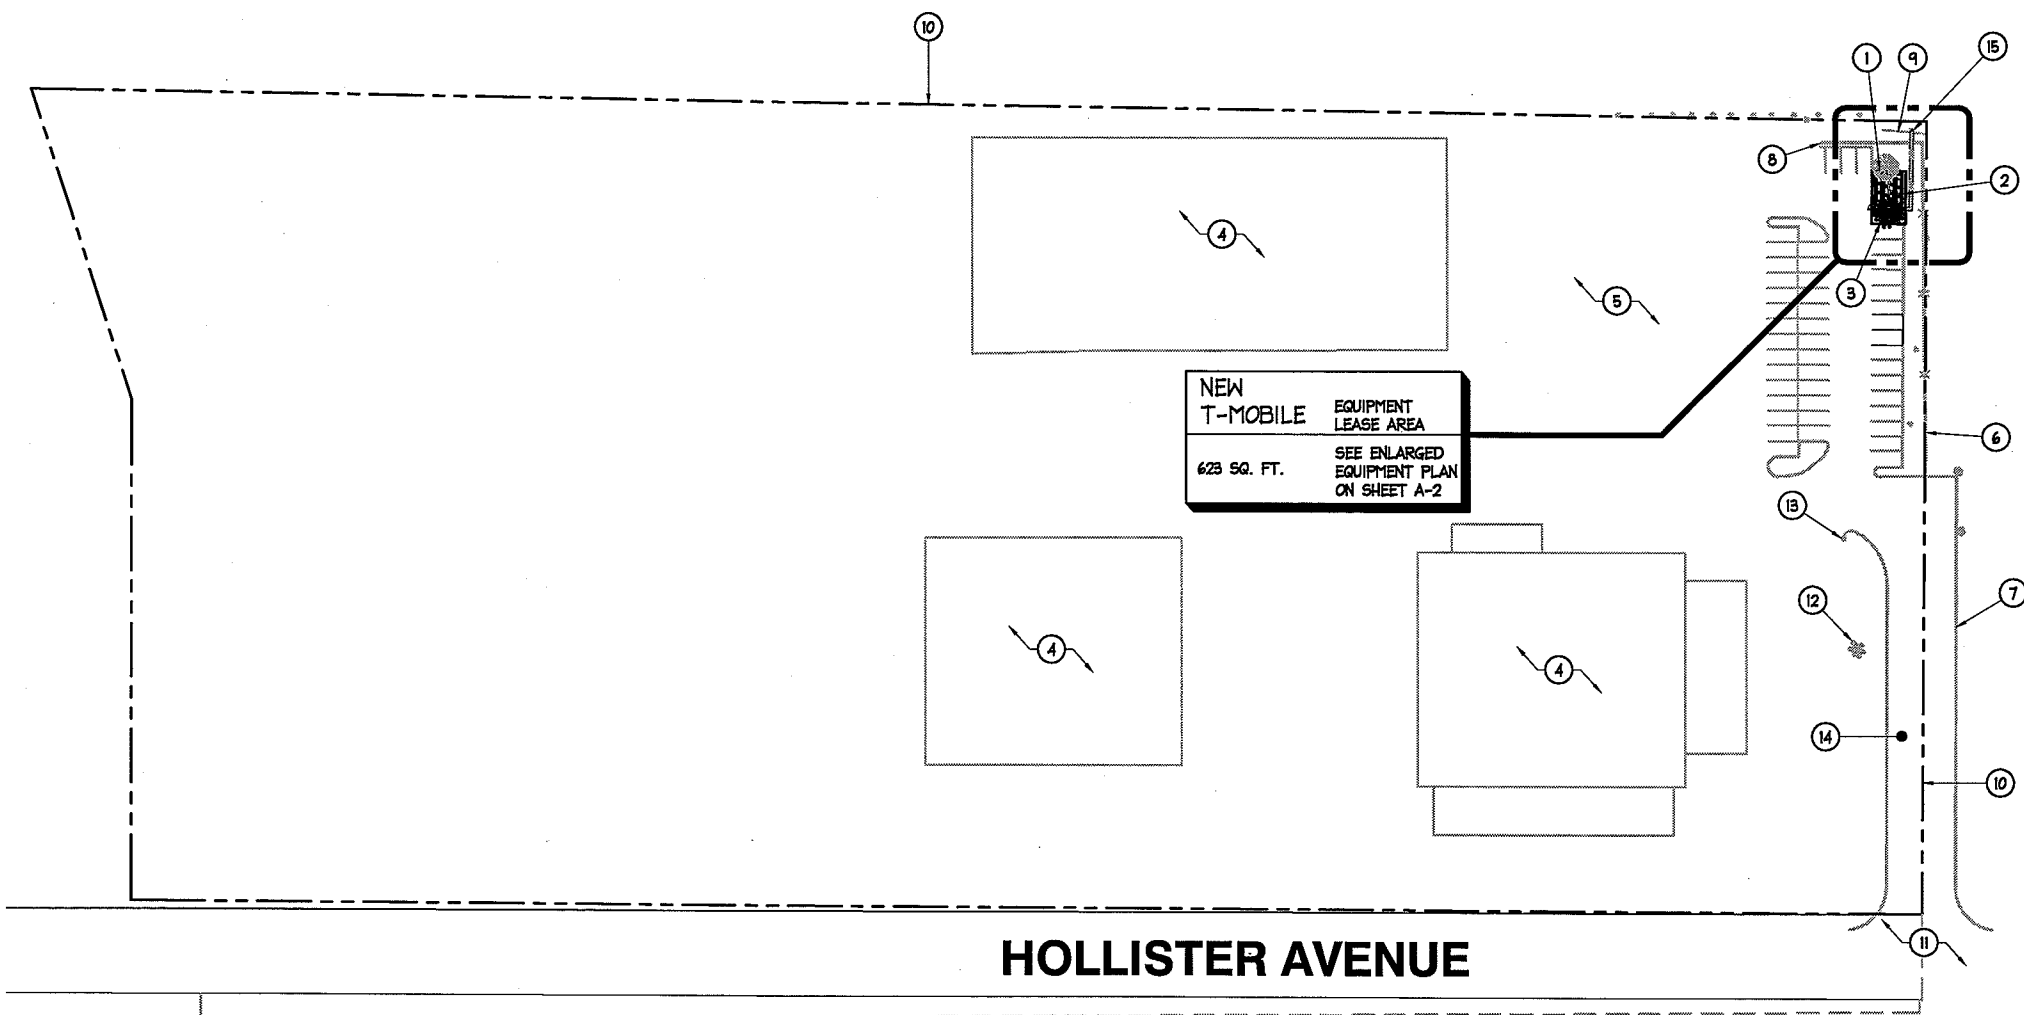 10
1
9
15
8
2
4
5
3
NEW
T-MOBILE
EQUIPMENT
LEASE AREA
623 SQ. FT.
SEE ENLARGED
EQUIPMENT PLAN
ON SHEET A-2
6
13
12
7
4
4
14
10
11
HOLLISTER AVENUE